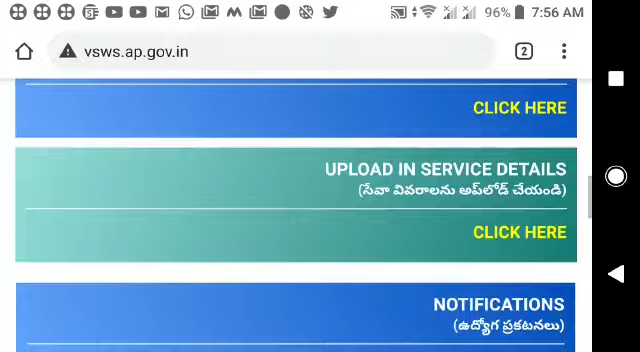 96% 7:56 AM
vsws.ap.gov.in 2
CLICK HERE
UPLOAD IN SERVICE DETAILS
(సేవా వివరాలను అప్‌లోడ్ చేయండి)
CLICK HERE
NOTIFICATIONS
(ఉద్యోగ ప్రకటనలు)